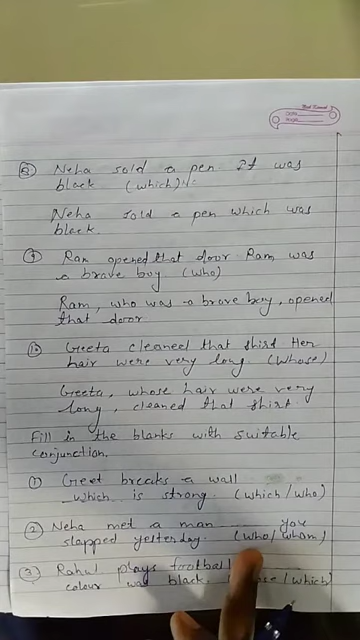 Date
Page
⑧ Neha sold a pen It was
black (which)
Neha sold a pen which was
black.
⑨ Ram opened that door Ram was
a brave boy (who)
Ram, who was a brave boy, opened
that door
⑩ Geeta cleaned that shirt Her
hair were very long (Whose)
Geeta, whose hair were very
long, cleaned that shirt.
Fill in the blanks with suitable
conjunction.
① Geet breaks a wall
which is strong. (which/who)
② Neha met a man ____ you
slapped yesterday. (who/whom)
③ Rahul plays football
colour was black. /which)